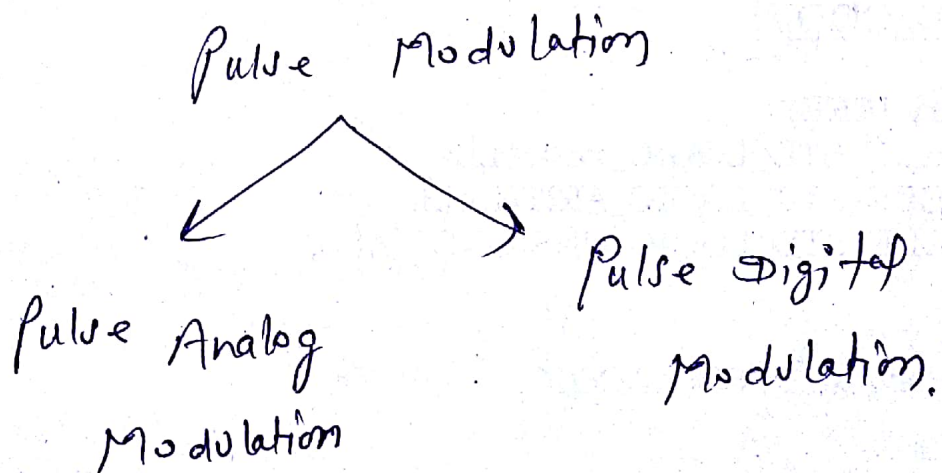 Pulse Modulation
Pulse Analog
Modulation
Pulse Digital
Modulation.